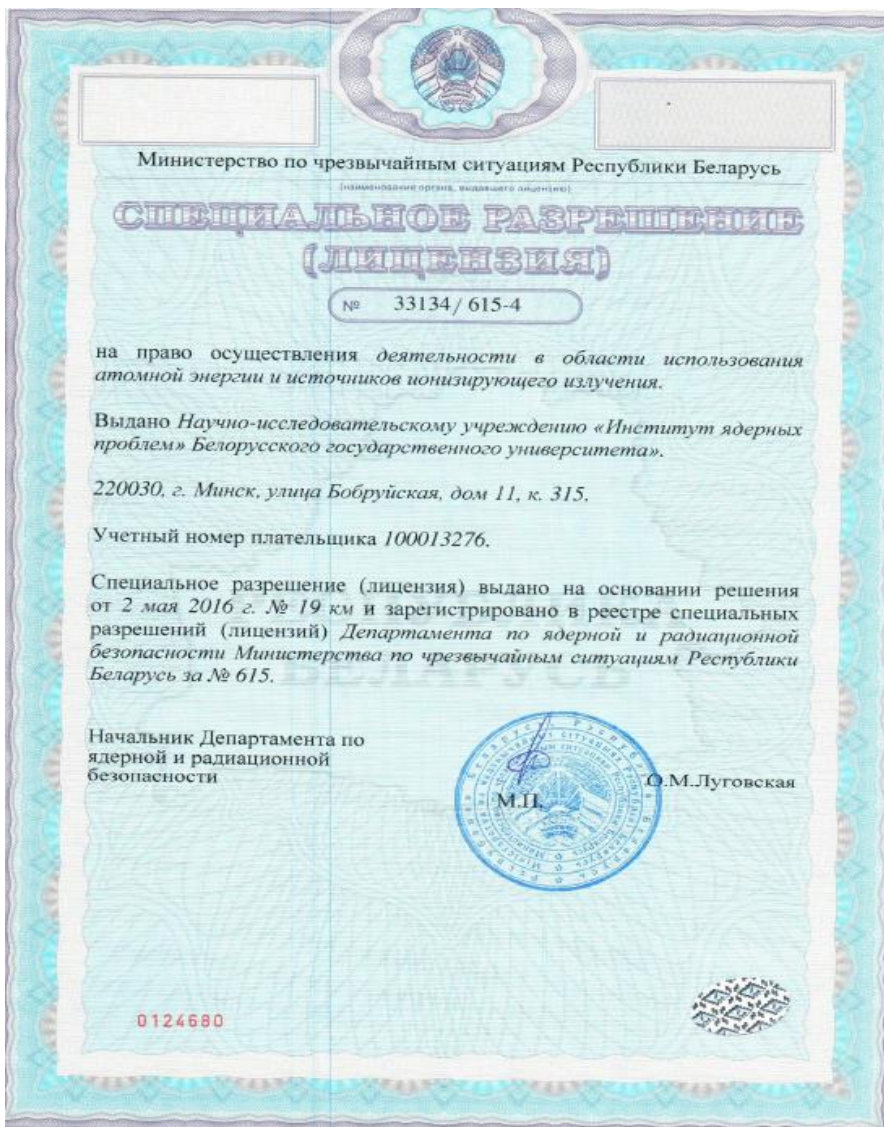 Министерство по чрезвычайным ситуациям Республики Беларусь
(наименование органа, выдавшего лицензию)
СПЕЦИАЛЬНОЕ РАЗРЕШЕНИЕ
(ЛИЦЕНЗИЯ)
№ 33134/ 615-4
на право осуществления деятельности в области использования
атомной энергии и источников ионизирующего излучения.
Выдано Научно-исследовательскому учреждению «Институт ядерных
проблем» Белорусского государственного университета».
220030, г. Минск, улица Бобруйская, дом 11, к. 315.
Учетный номер плательщика 100013276.
Специальное разрешение (лицензия) выдано на основании решения
от 2 мая 2016 г. № 19 км и зарегистрировано в реестре специальных
разрешений (лицензий) Департамента по ядерной и радиационной
безопасности Министерства по чрезвычайным ситуациям Республики
Беларусь за № 615.
БЕЛАРУСЬ
Начальник Департамента по
ядерной и радиационной
безопасности
М.П.
О.М.Луговская
0124680